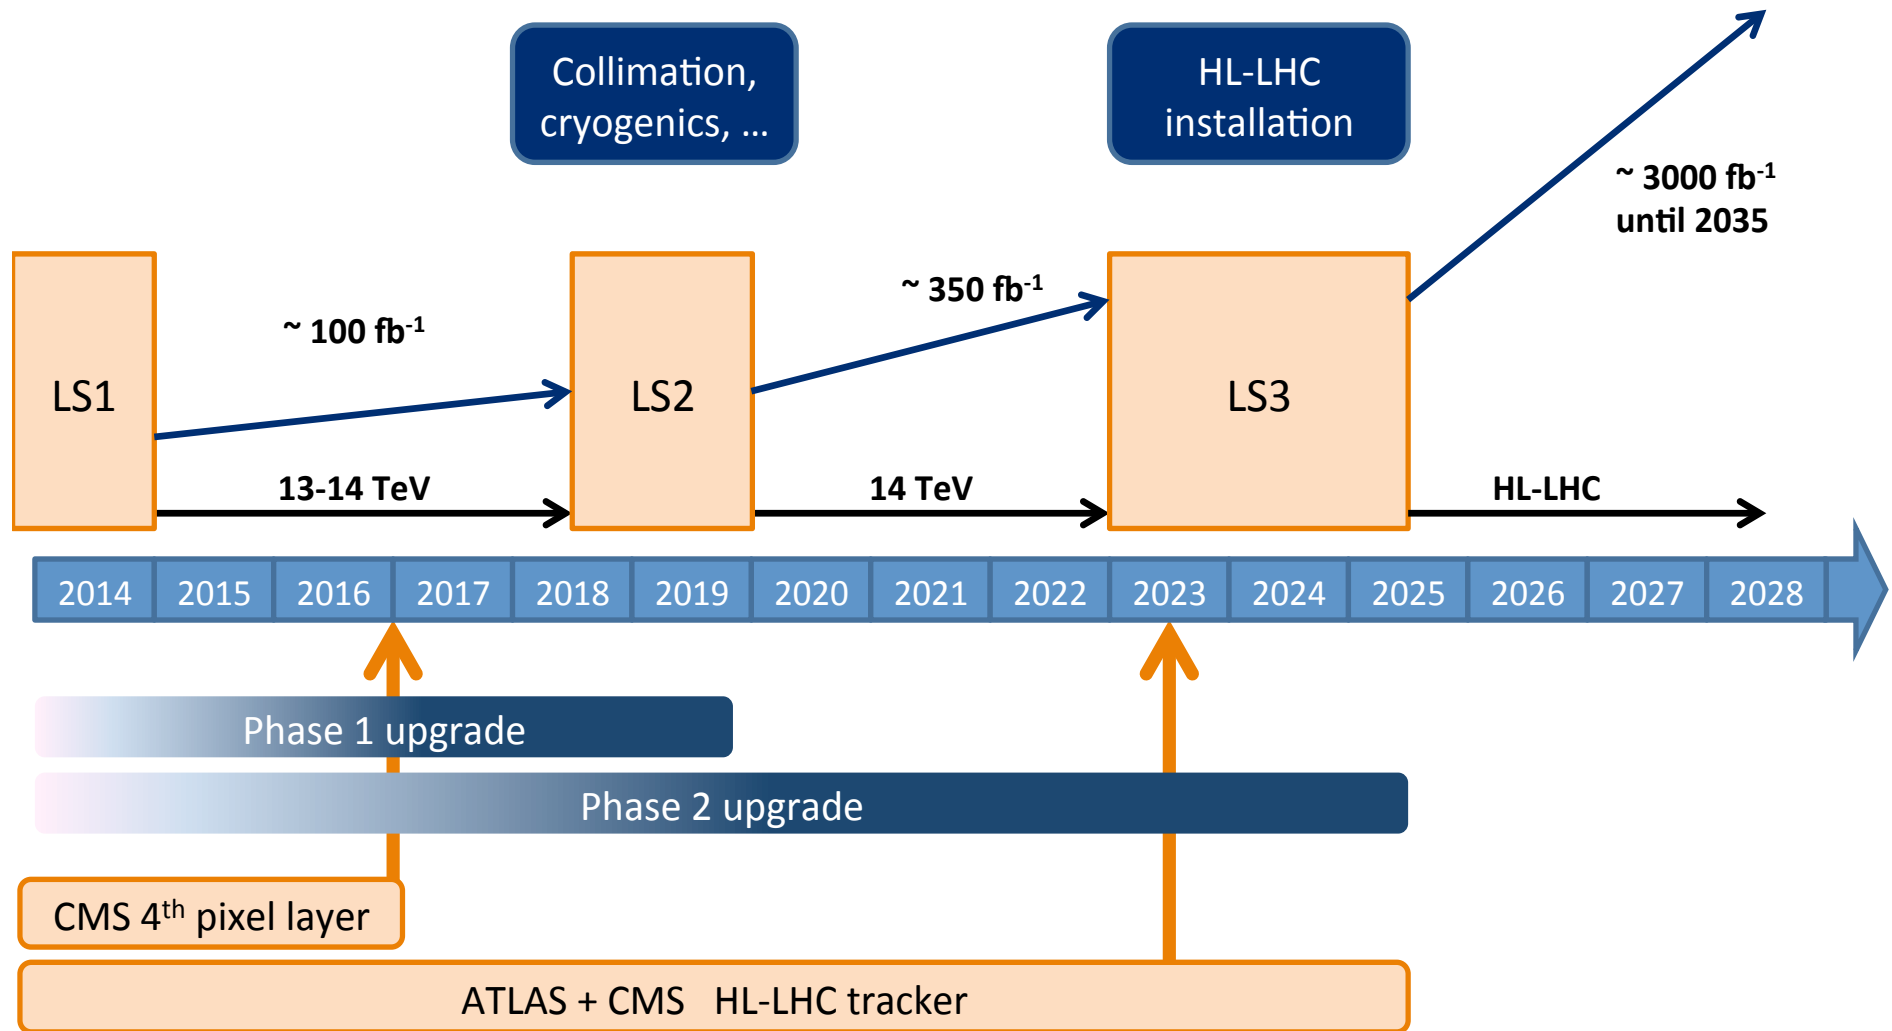 Collimation,
cryogenics, ...
HL-LHC
installation
~ 3000 fb-1
until 2035
~ 350 fb-1
~ 100 fb-1
LS1
LS2
LS3
13-14 TeV
14 TeV
HL-LHC
2014 2015 2016 2017 2018 2019 2020 2021 2022 2023 2024 2025 2026 2027 2028
Phase 1 upgrade
Phase 2 upgrade
CMS 4th pixel layer
ATLAS + CMS HL-LHC tracker